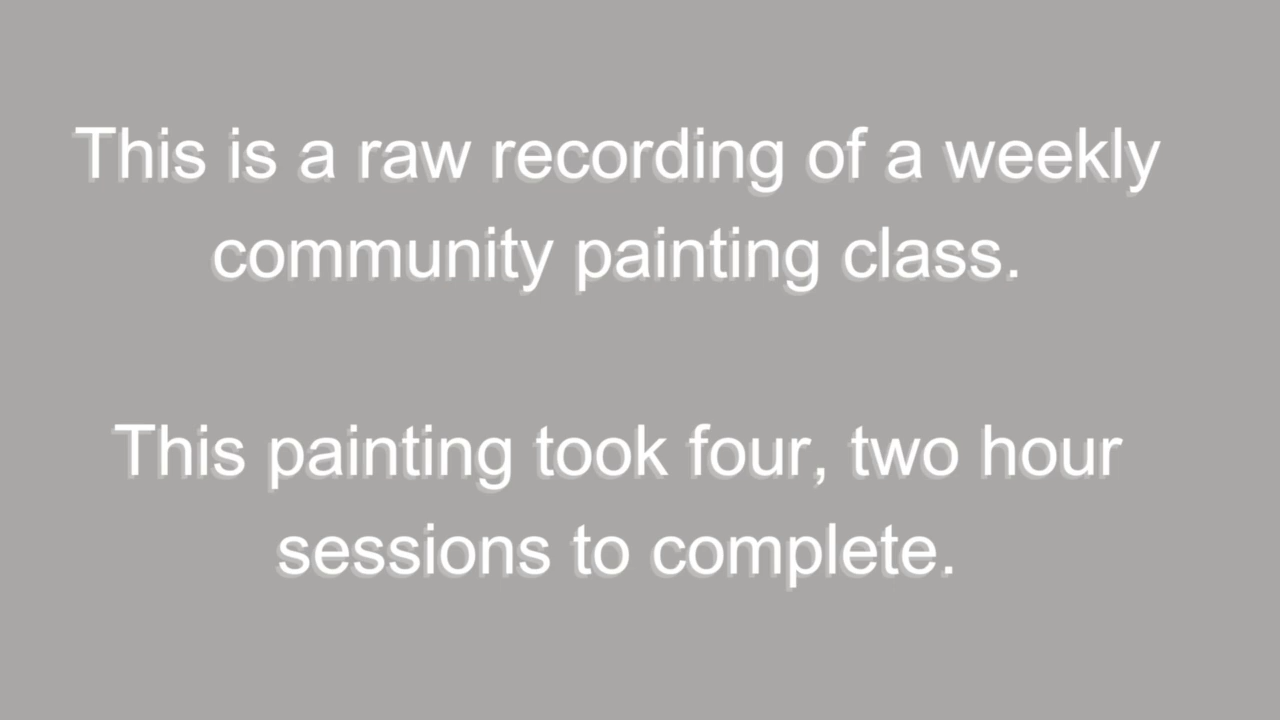 This is a raw recording of a weekly
community painting class.
This painting took four, two hour
sessions to complete.